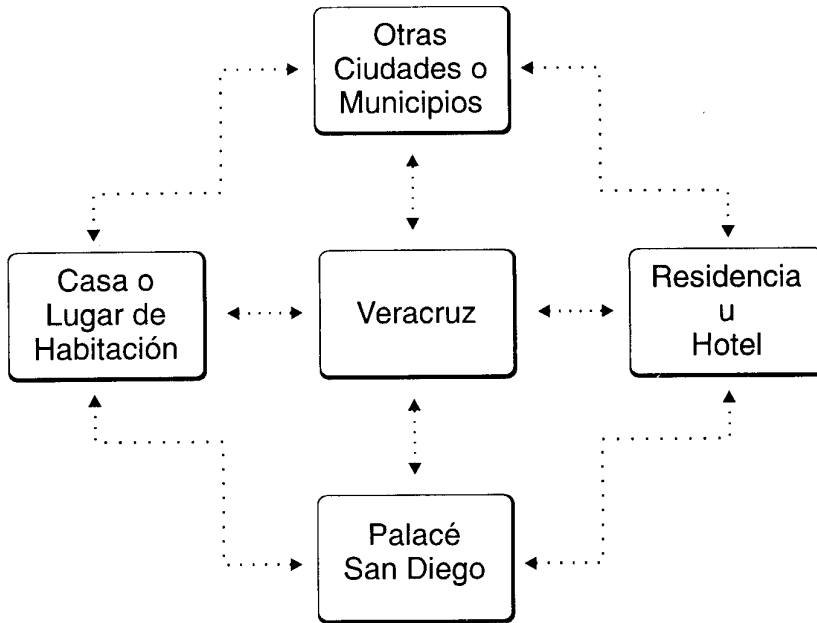 Otras
Ciudades o
Municipios
Casa o
Lugar de
Habitación
Veracruz
Residencia
u
Hotel
Palacé
San Diego